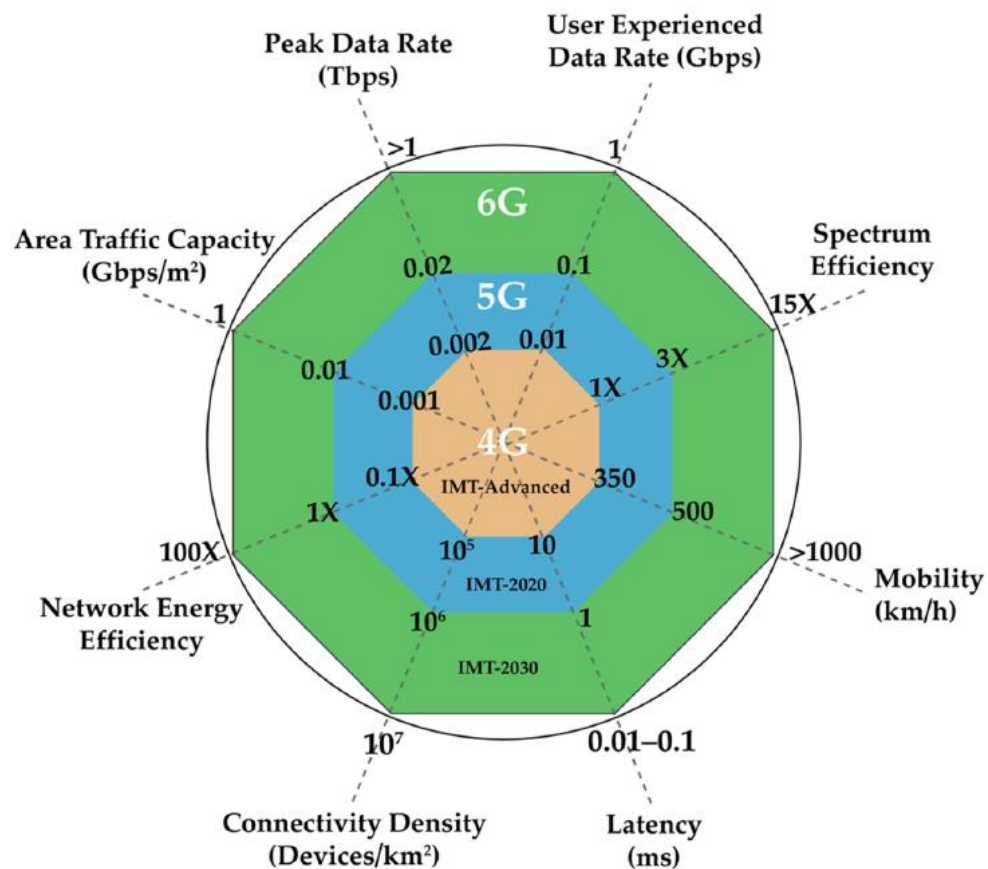 Peak Data Rate
(Tbps)
User Experienced
Data Rate (Gbps)
>1
1
6G
Area Traffic Capacity
(Gbps/m²)
Spectrum
Efficiency
0.02
0.1
5G
1
15X
0.002
0.01
0.01
3X
0.001
1X
4G
0.1X
IMT-Advanced
350
1X
500
100X
10⁵
10
>1000
Network Energy
Efficiency
IMT-2020
Mobility
(km/h)
10⁶
1
IMT-2030
10⁷
0.01–0.1
Connectivity Density
(Devices/km²)
Latency
(ms)